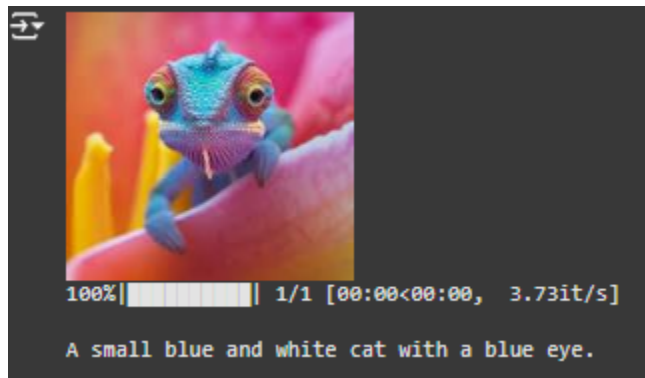 100%|██████████| 1/1 [00:00<00:00,  3.73it/s]
A small blue and white cat with a blue eye.